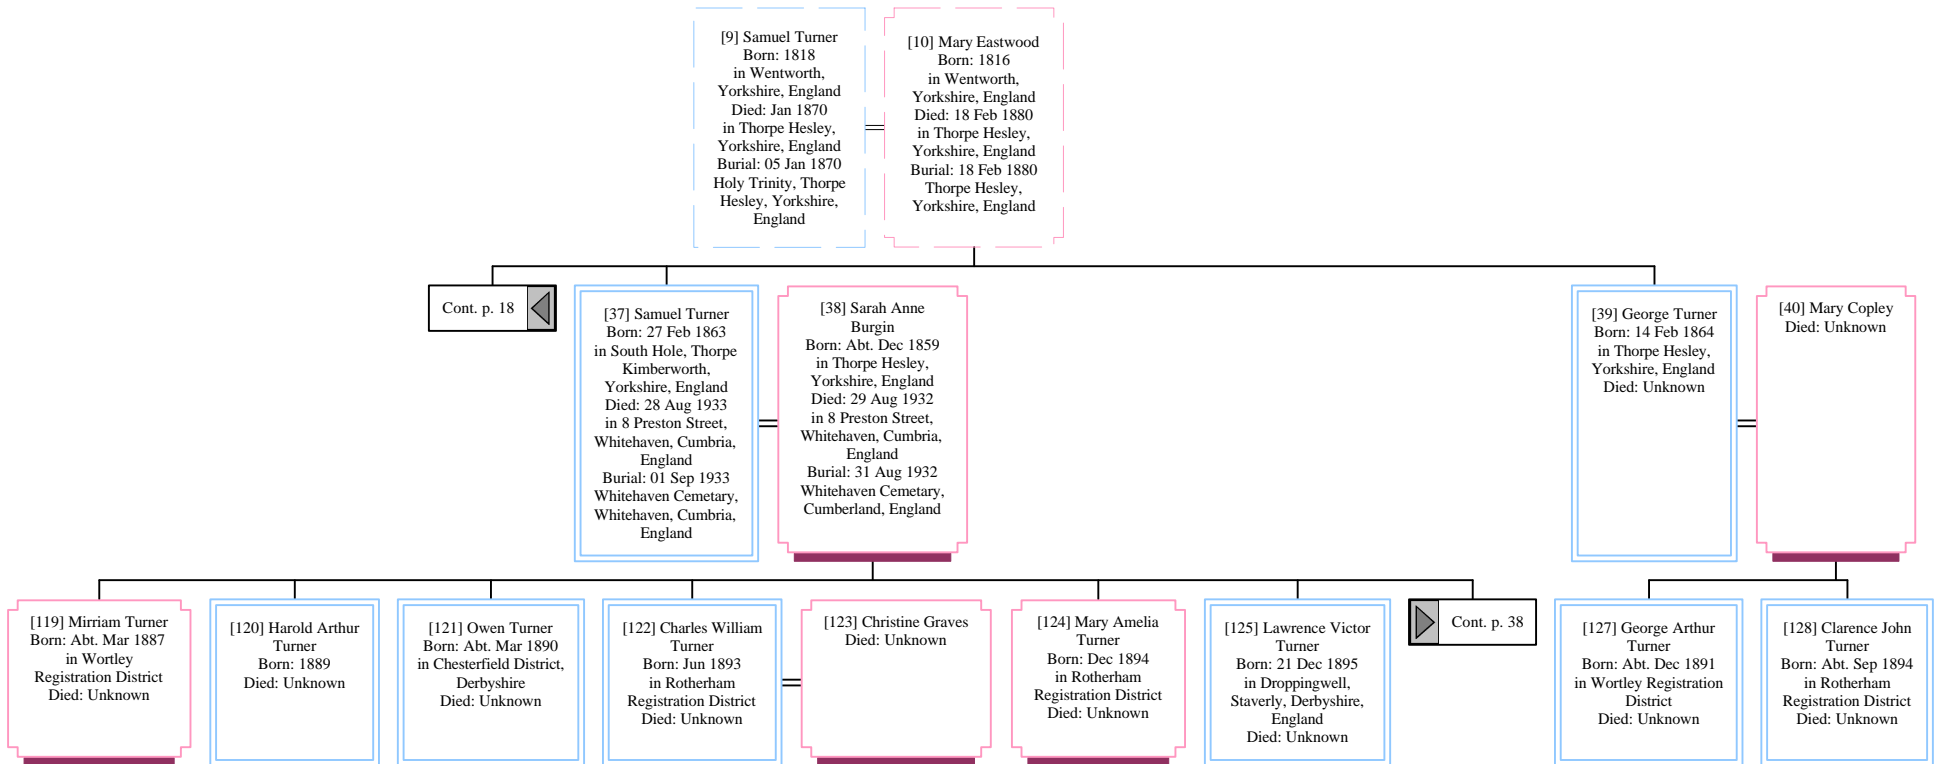 [9] Samuel Turner
Born: 1818
in Wentworth,
Yorkshire, England
Died: Jan 1870
in Thorpe Hesley,
Yorkshire, England
Burial: 05 Jan 1870
Holy Trinity, Thorpe
Hesley, Yorkshire,
England
[10] Mary Eastwood
Born: 1816
in Wentworth,
Yorkshire, England
Died: 18 Feb 1880
in Thorpe Hesley,
Yorkshire, England
Burial: 18 Feb 1880
Thorpe Hesley,
Yorkshire, England
Cont. p. 18
[37] Samuel Turner
Born: 27 Feb 1863
in South Hole, Thorpe
Kimberworth,
Yorkshire, England
Died: 28 Aug 1933
in 8 Preston Street,
Whitehaven, Cumbria,
England
Burial: 01 Sep 1933
Whitehaven Cemetary,
Whitehaven, Cumbria,
England
[38] Sarah Anne
Burgin
Born: Abt. Dec 1859
in Thorpe Hesley,
Yorkshire, England
Died: 29 Aug 1932
in 8 Preston Street,
Whitehaven, Cumbria,
England
Burial: 31 Aug 1932
Whitehaven Cemetary,
Cumberland, England
[39] George Turner
Born: 14 Feb 1864
in Thorpe Hesley,
Yorkshire, England
Died: Unknown
[40] Mary Copley
Died: Unknown
[119] Mirriam Turner
Born: Abt. Mar 1887
in Wortley
Registration District
Died: Unknown
[120] Harold Arthur
Turner
Born: 1889
Died: Unknown
[121] Owen Turner
Born: Abt. Mar 1890
in Chesterfield District,
Derbyshire
Died: Unknown
[122] Charles William
Turner
Born: Jun 1893
in Rotherham
Registration District
Died: Unknown
[123] Christine Graves
Died: Unknown
[124] Mary Amelia
Turner
Born: Dec 1894
in Rotherham
Registration District
Died: Unknown
[125] Lawrence Victor
Turner
Born: 21 Dec 1895
in Droppingwell,
Staverly, Derbyshire,
England
Died: Unknown
Cont. p. 38
[127] George Arthur
Turner
Born: Abt. Dec 1891
in Wortley Registration
District
Died: Unknown
[128] Clarence John
Turner
Born: Abt. Sep 1894
in Rotherham
Registration District
Died: Unknown